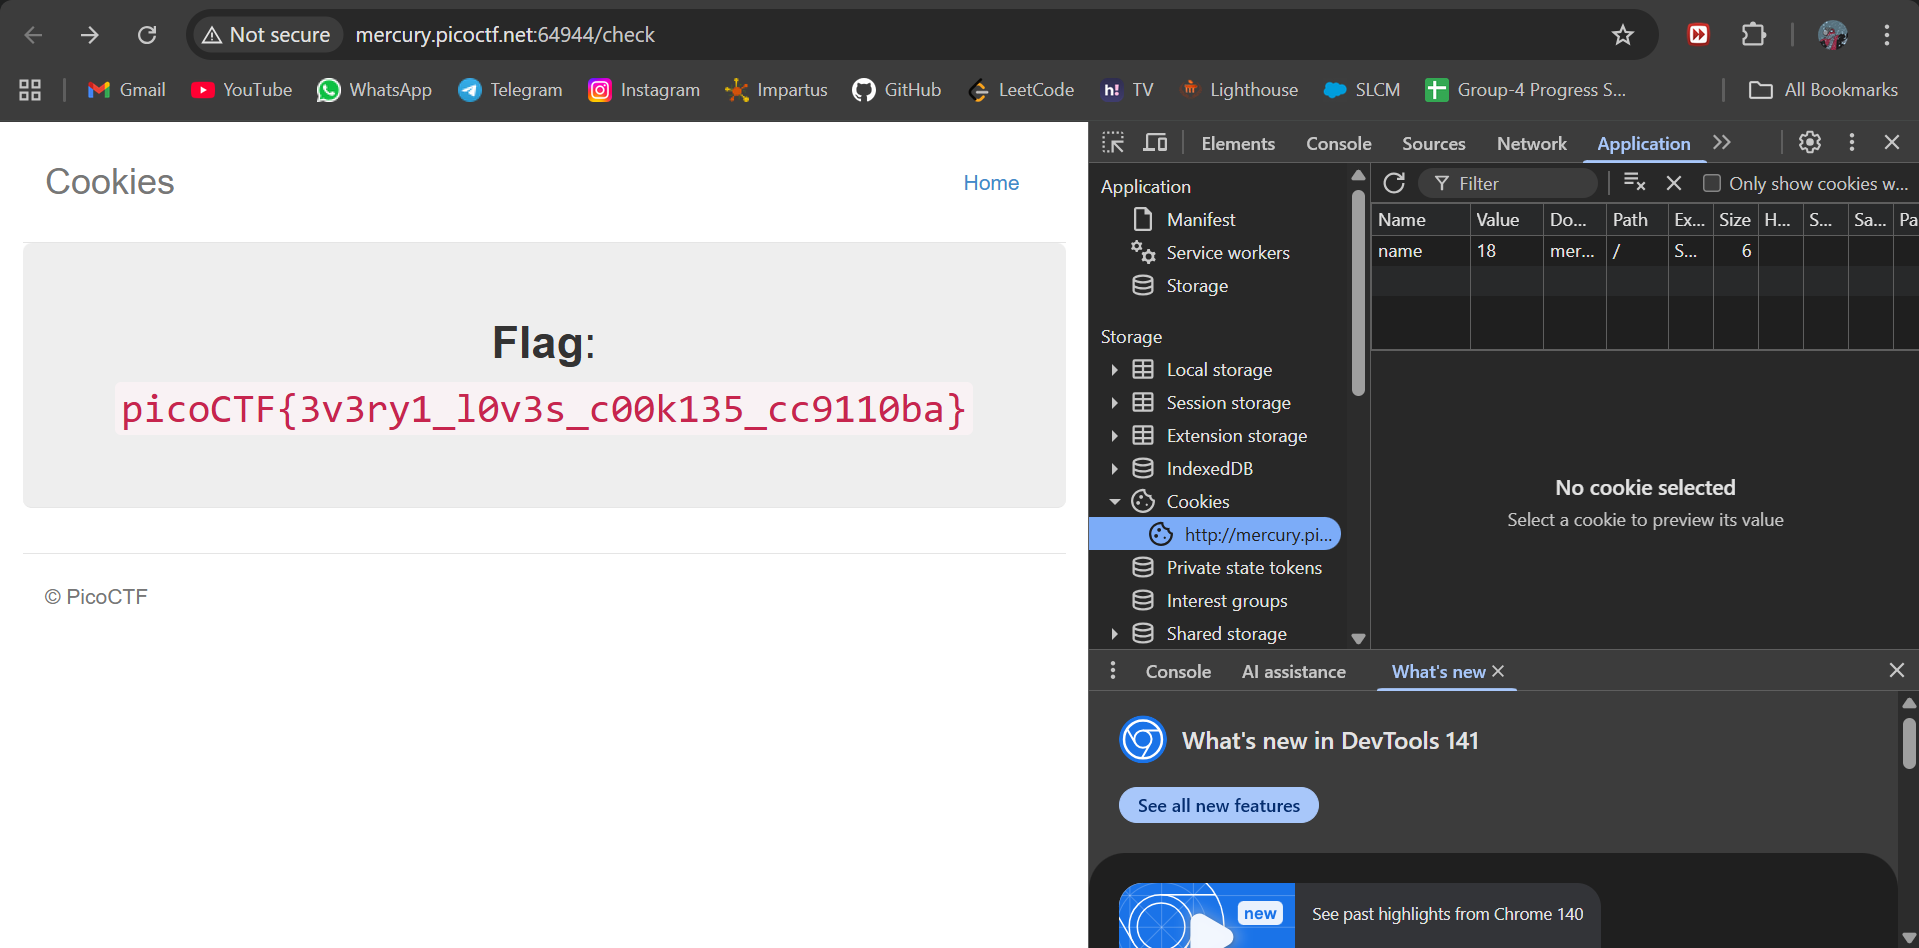 Not secure mercury.picoctf.net:64944/check
Gmail YouTube WhatsApp Telegram Instagram Impartus GitHub LeetCode h! TV Lighthouse SLCM Group-4 Progress S... All Bookmarks
Cookies Home
Flag:
picoCTF{3v3ry1_l0v3s_c00k135_cc9110ba}
© PicoCTF
Elements Console Sources Network Application
Application
Manifest
Service workers
Storage
Storage
Local storage
Session storage
Extension storage
IndexedDB
Cookies
http://mercury.pi...
Private state tokens
Interest groups
Shared storage
Filter Only show cookies w...
Name Value Do... Path Ex... Size H... S... Sa... Pa
name 18 mer... / S... 6
No cookie selected
Select a cookie to preview its value
Console AI assistance What's new
What's new in DevTools 141
See all new features
new
See past highlights from Chrome 140